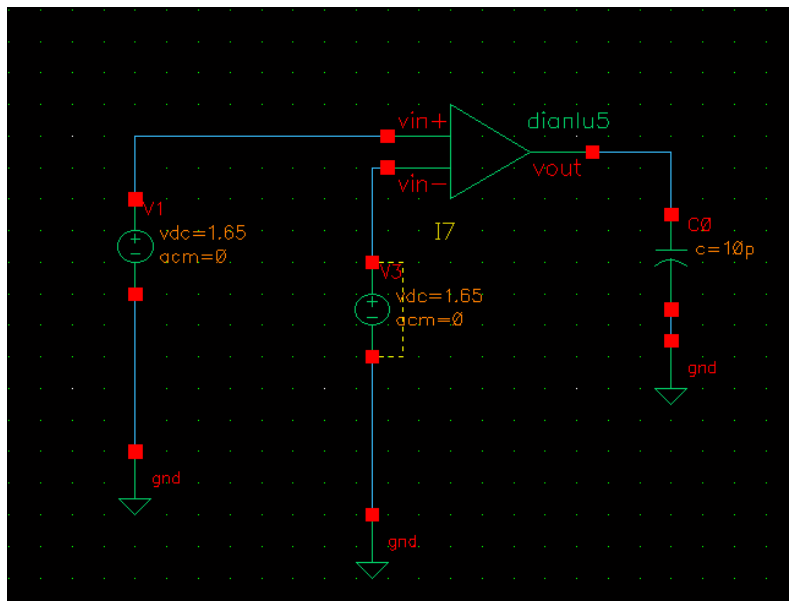 vin+
dianlu5
vin-
vout
I7
V1
vdc=1.65
acm=0
V3
vdc=1.65
acm=0
C0
c=10p
gnd
gnd
gnd